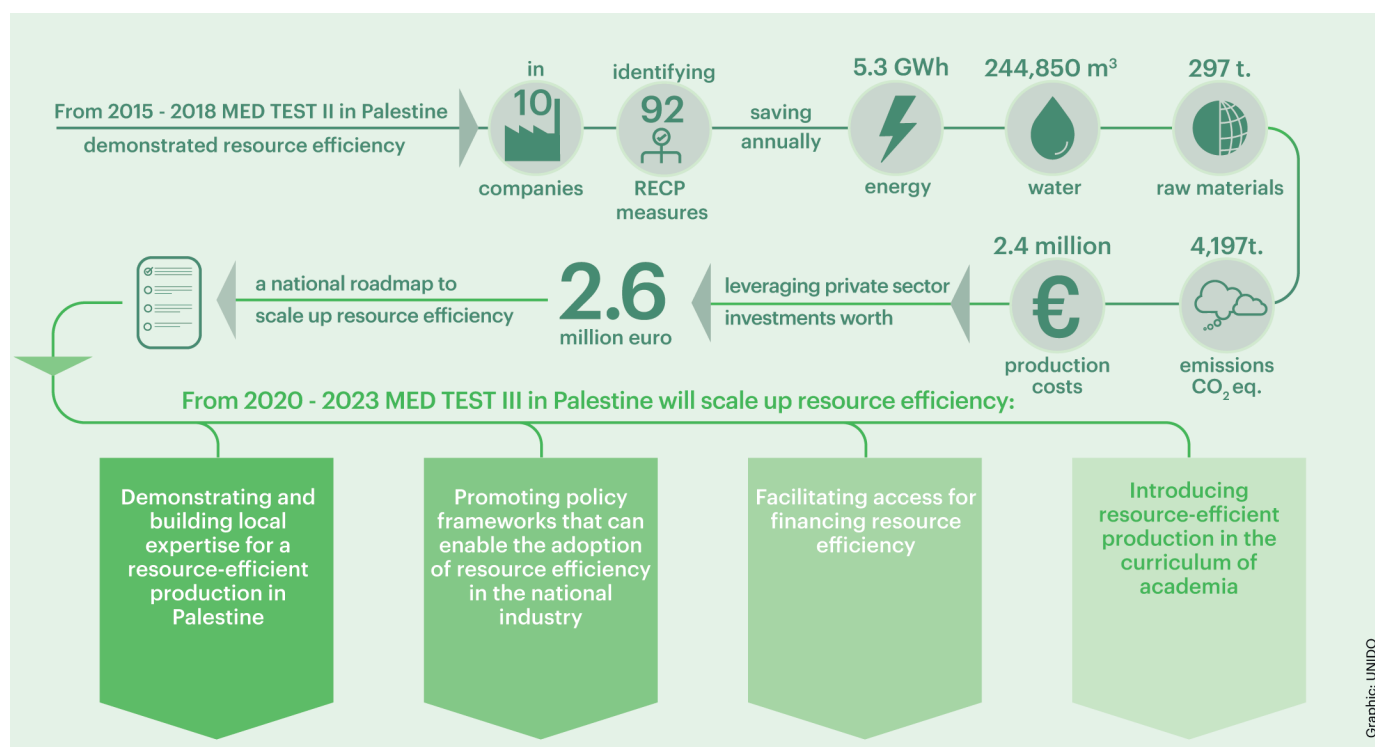 From 2015 - 2018 MED TEST II in Palestine
demonstrated resource efficiency
in
10
companies
identifying
92
RECP
measures
saving
annually
5.3 GWh
energy
244,850 m³
water
297 t.
raw materials
4,197t.
emissions
CO₂ eq.
2.4 million
€
production
costs
leveraging private sector
investments worth
2.6
million euro
a national roadmap to
scale up resource efficiency
From 2020 - 2023 MED TEST III in Palestine will scale up resource efficiency:
Demonstrating and
building local
expertise for a
resource-efficient
production in
Palestine
Promoting policy
frameworks that can
enable the adoption
of resource efficiency
in the national
industry
Facilitating access for
financing resource
efficiency
Introducing
resource-efficient
production in the
curriculum of
academia
Graphic: UNIDO